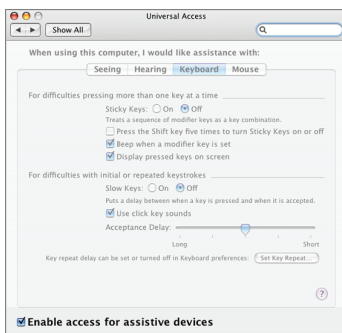 Universal Access
Show All
When using this computer, I would like assistance with:
Seeing Hearing Keyboard Mouse
For difficulties pressing more than one key at a time
Sticky Keys: On Off
Treats a sequence of modifier keys as a key combination.
Press the Shift key five times to turn Sticky Keys on or off
Beep when a modifier key is set
Display pressed keys on screen
For difficulties with initial or repeated keystrokes
Slow Keys: On Off
Puts a delay between when a key is pressed and when it is accepted.
Use click key sounds
Acceptance Delay:
Long Short
Key repeat delay can be set or turned off in Keyboard preferences: Set Key Repeat...
?
Enable access for assistive devices